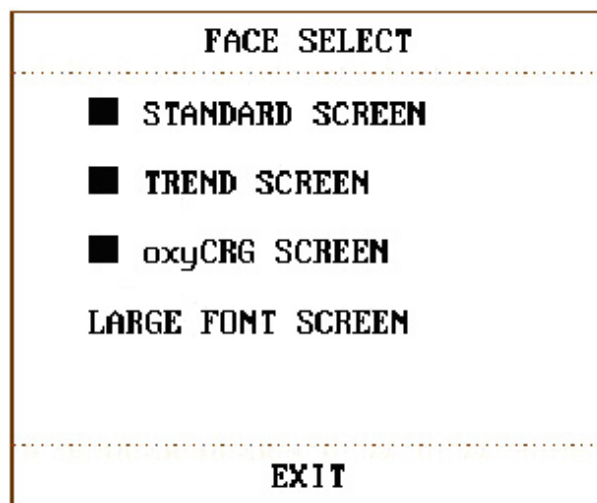 FACE SELECT
STANDARD SCREEN
TREND SCREEN
oxyCRG SCREEN
LARGE FONT SCREEN
EXIT